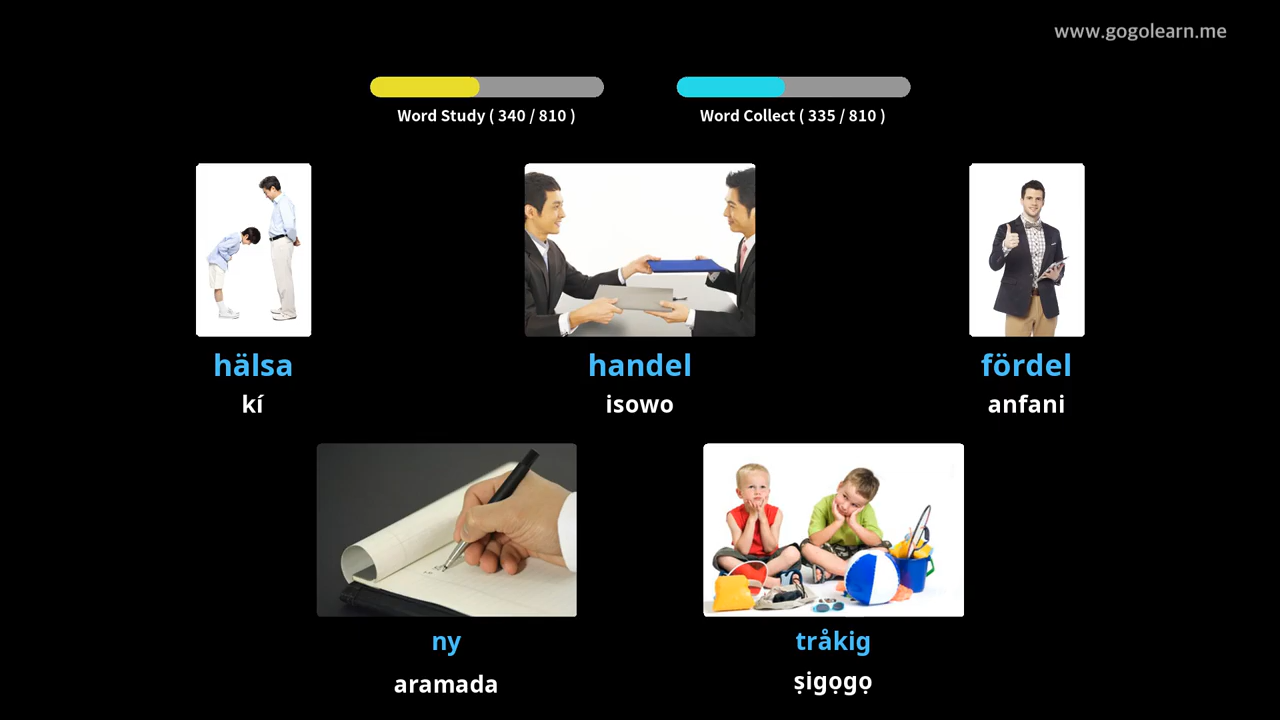 www.gogolearn.me
Word Study ( 340 / 810 )
Word Collect ( 335 / 810 )
hälsa
kí
handel
isowo
fördel
anfani
ny
aramada
tråkig
ṣigọgọ